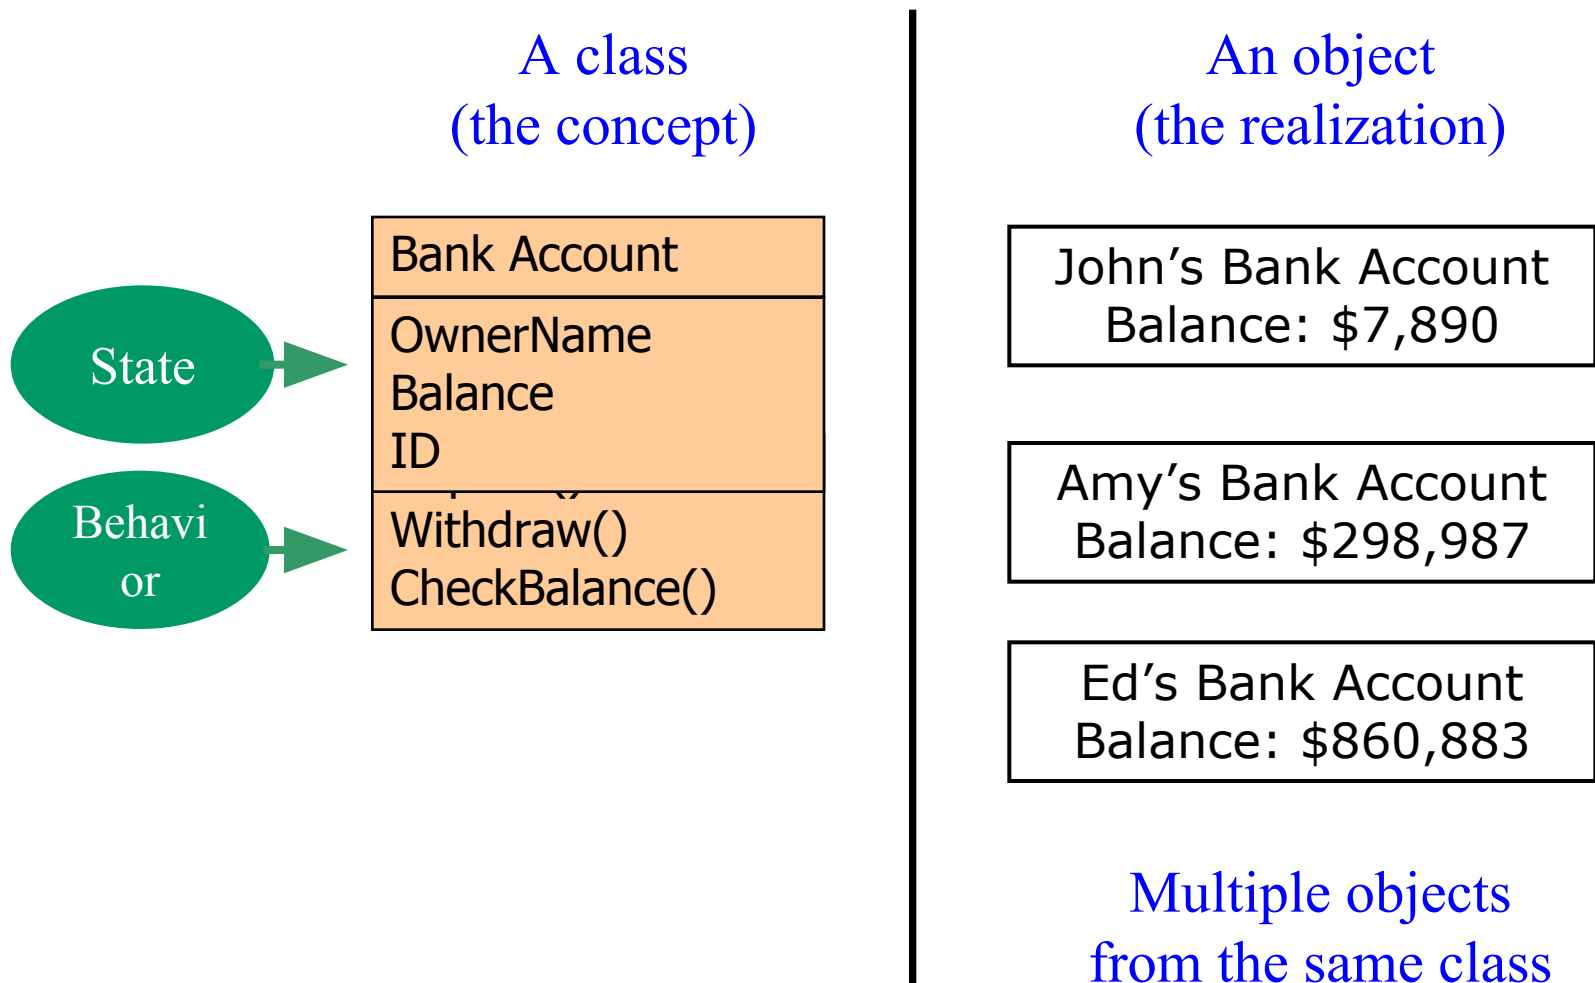 A class
(the concept)
An object
(the realization)
State
Behavi
or
Bank Account
OwnerName
Balance
ID
Withdraw()
CheckBalance()
John’s Bank Account
Balance: $7,890
Amy’s Bank Account
Balance: $298,987
Ed’s Bank Account
Balance: $860,883
Multiple objects
from the same class